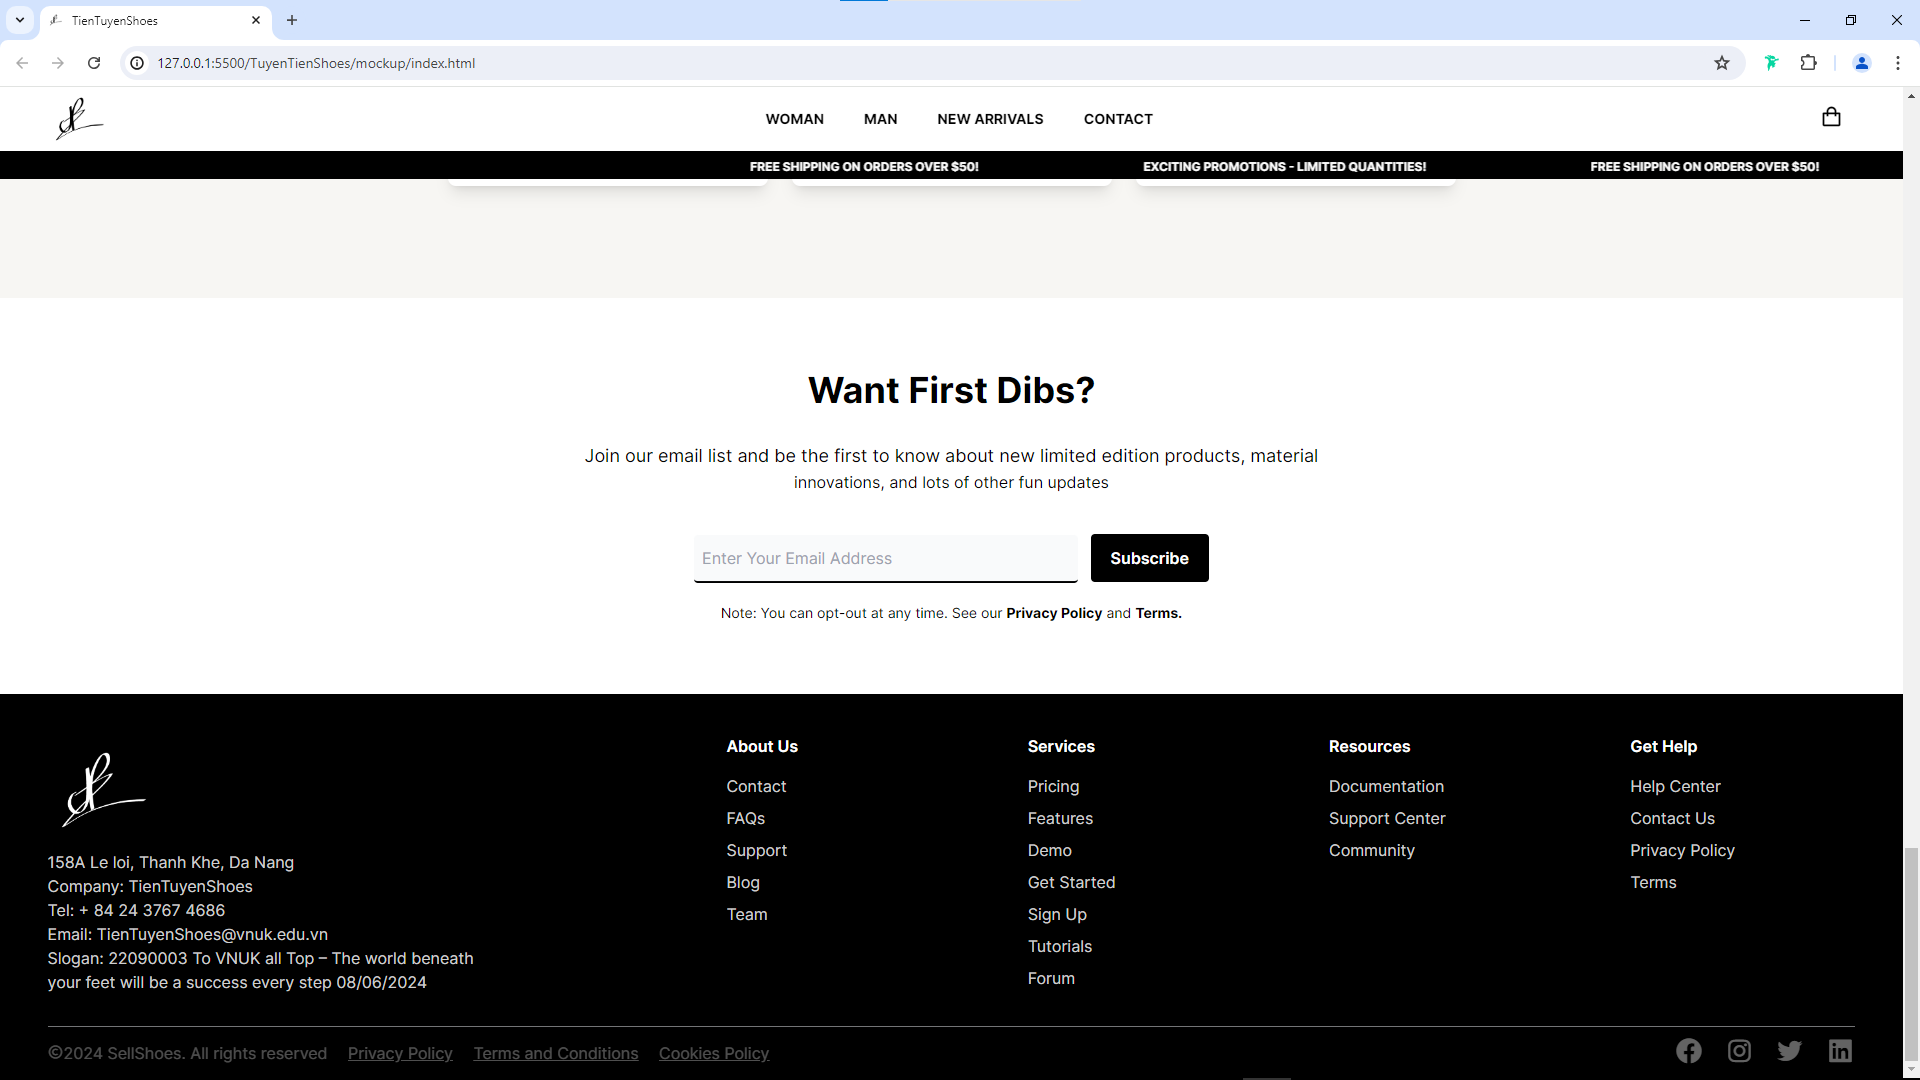 TienTuyenShoes
127.0.0.1:5500/TuyenTienShoes/mockup/index.html
WOMAN MAN NEW ARRIVALS CONTACT
FREE SHIPPING ON ORDERS OVER $50! EXCITING PROMOTIONS - LIMITED QUANTITIES! FREE SHIPPING ON ORDERS OVER $50!
Want First Dibs?
Join our email list and be the first to know about new limited edition products, material
innovations, and lots of other fun updates
Enter Your Email Address Subscribe
Note: You can opt-out at any time. See our Privacy Policy and Terms.
158A Le loi, Thanh Khe, Da Nang
Company: TienTuyenShoes
Tel: + 84 24 3767 4686
Email: TienTuyenShoes@vnuk.edu.vn
Slogan: 22090003 To VNUK all Top – The world beneath
your feet will be a success every step 08/06/2024
About Us
Contact
FAQs
Support
Blog
Team
Services
Pricing
Features
Demo
Get Started
Sign Up
Tutorials
Forum
Resources
Documentation
Support Center
Community
Get Help
Help Center
Contact Us
Privacy Policy
Terms
©2024 SellShoes. All rights reserved Privacy Policy Terms and Conditions Cookies Policy